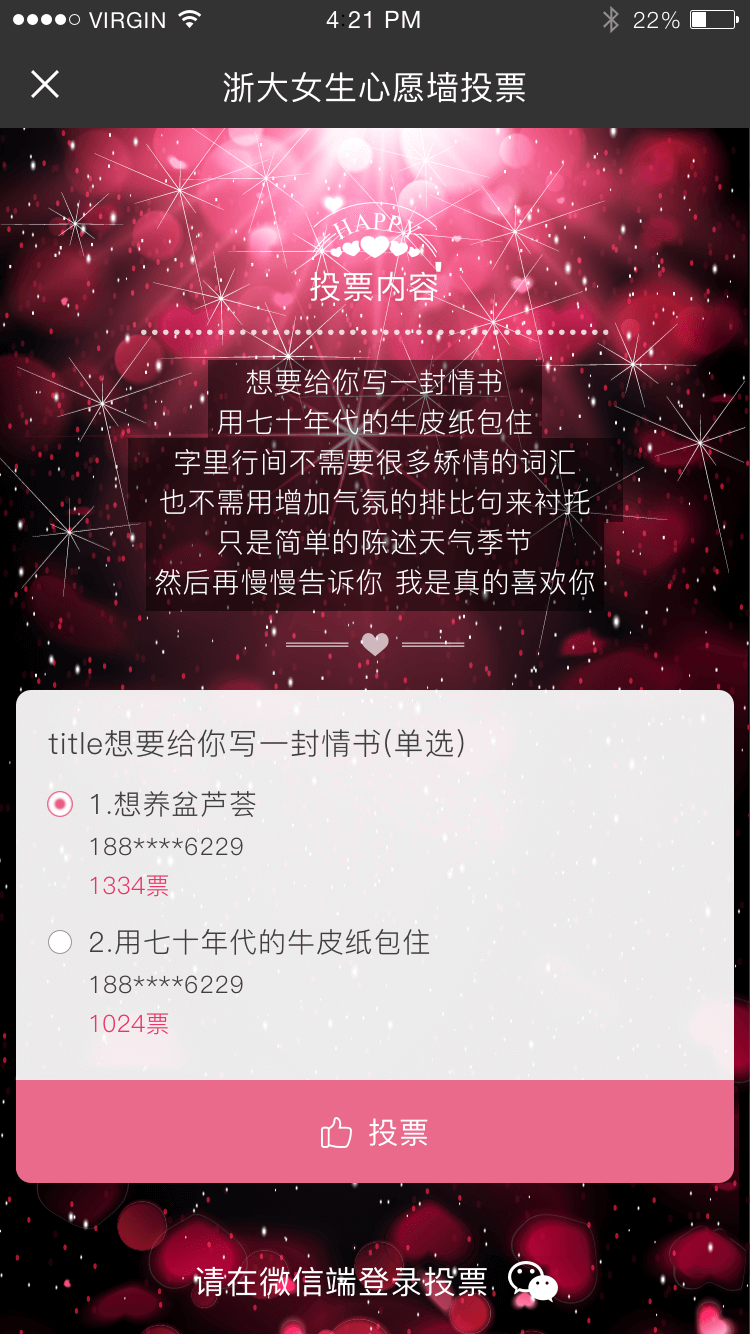 VIRGIN
4:21 PM
22%
浙大女生心愿墙投票
HAPPY
投票内容
想要给你写一封情书
用七十年代的牛皮纸包住
字里行间不需要很多矫情的词汇
也不需用增加气氛的排比句来衬托
只是简单的陈述天气季节
然后再慢慢告诉你 我是真的喜欢你
title想要给你写一封情书(单选)
1.想养盆芦荟
188****6229
1334票
2.用七十年代的牛皮纸包住
188****6229
1024票
投票
请在微信端登录投票